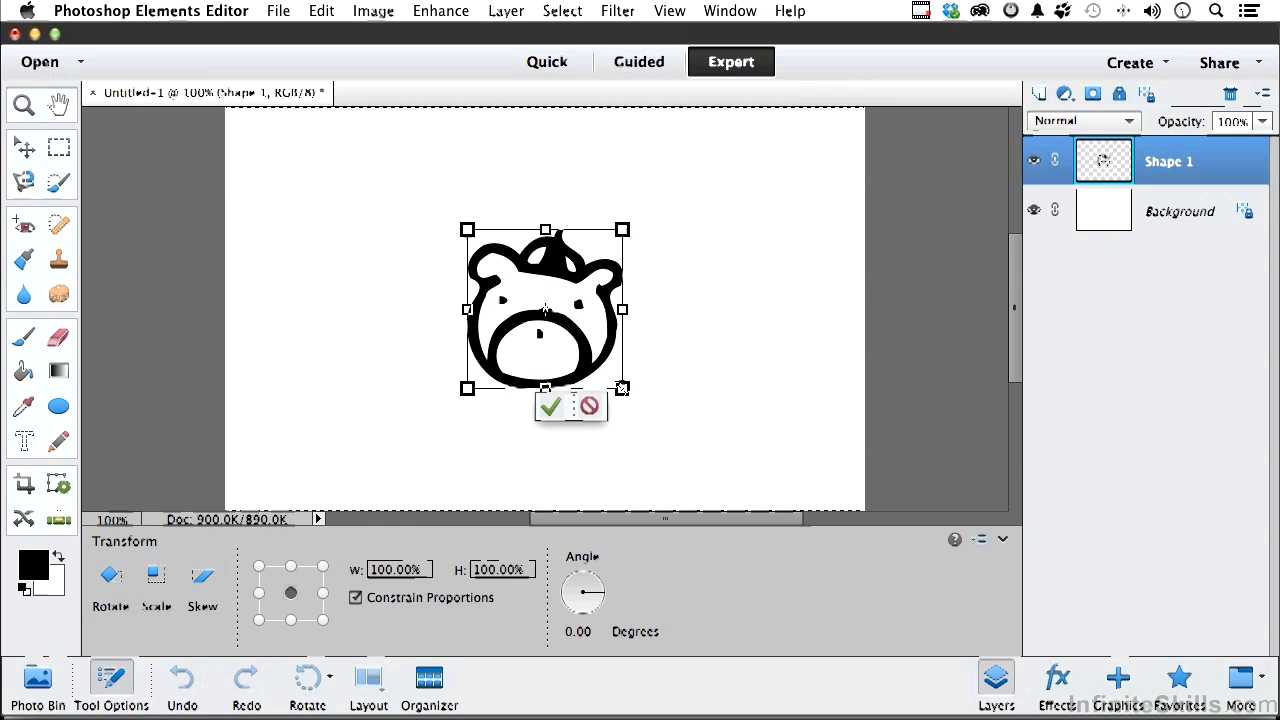 Photoshop Elements Editor File Edit Image Enhance Layer Select Filter View Window Help
Open Quick Guided Expert Create Share
× Untitled-1 @ 100% (Shape 1, RGB/8) *
Normal Opacity: 100%
Shape 1
Background
100% Doc: 900.0K/890.0K
Transform
Angle
W: 100.00% H: 100.00%
Constrain Proportions
Rotate Scale Skew
0.00 Degrees
Photo Bin Tool Options Undo Redo Rotate Layout Organizer Layers Effects Graphics Favorites More
InfiniteSkills.com